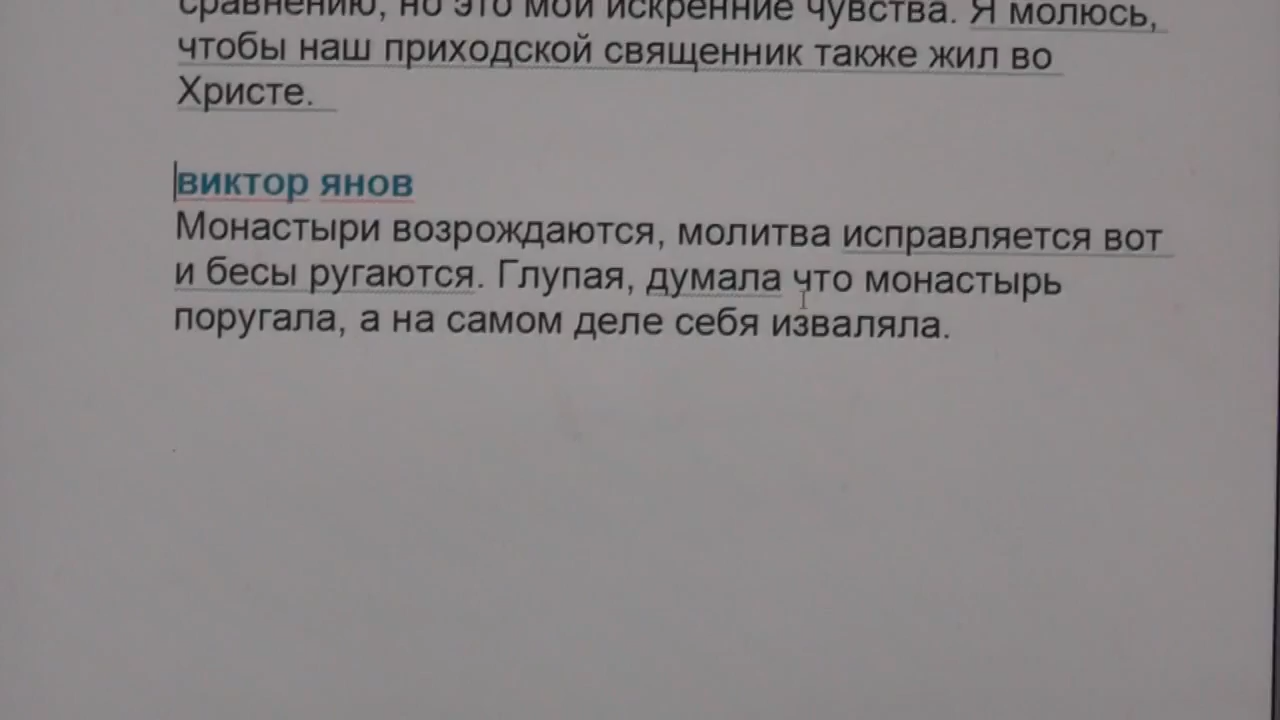 сравнению, но это мои искренние чувства. Я молюсь,
чтобы наш приходской священник также жил во
Христе.
виктор янов
Монастыри возрождаются, молитва исправляется вот
и бесы ругаются. Глупая, думала что монастырь
поругала, а на самом деле себя изваляла.